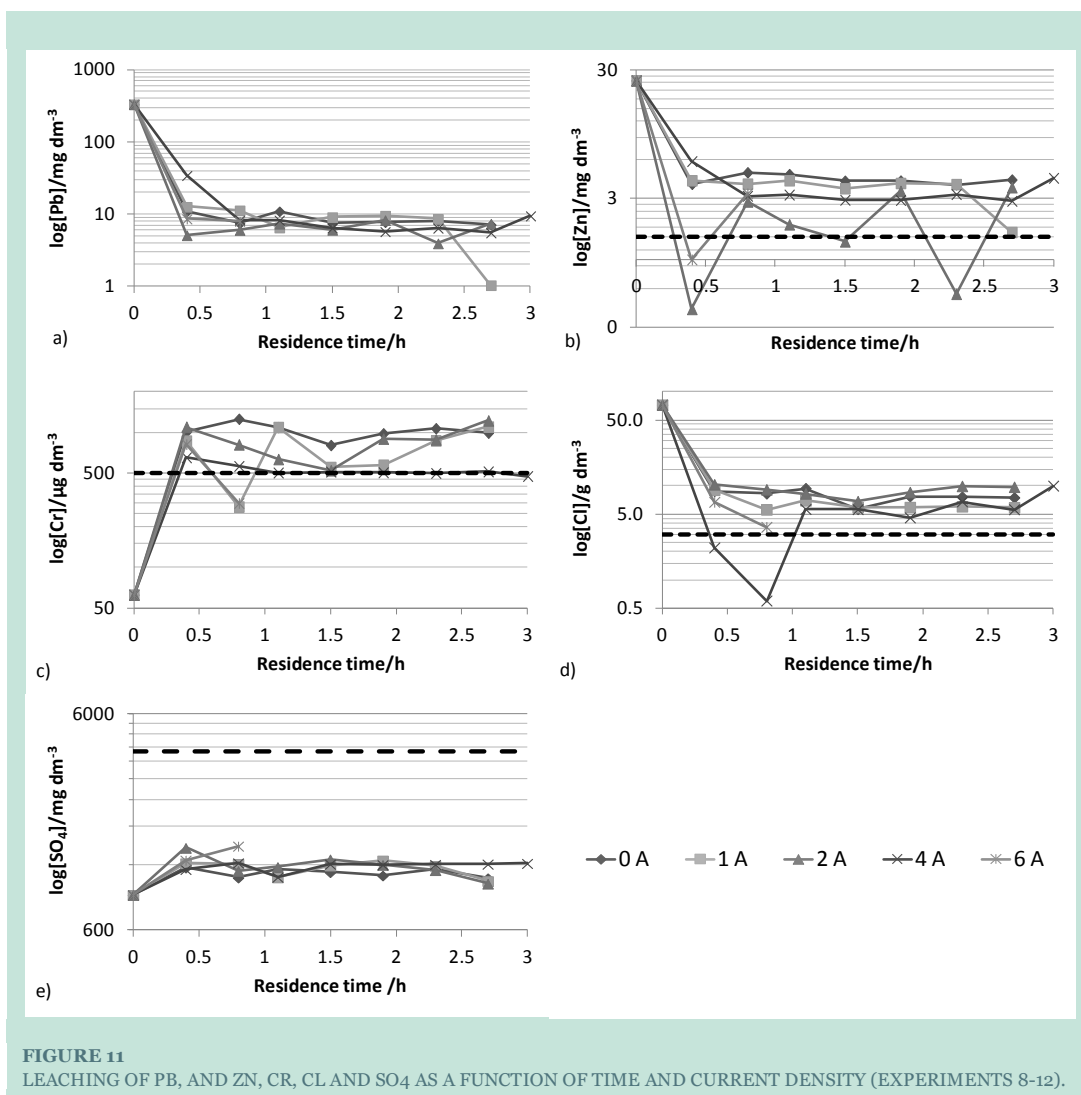 1000
100
10
1
log[Pb]/mg dm⁻³
0 0.5 1 1.5 2 2.5 3
Residence time/h
a)
30
3
0
log[Zn]/mg dm⁻³
0 0.5 1 1.5 2 2.5 3
Residence time/h
b)
500
50
log[Cr]/µg dm⁻³
0 0.5 1 1.5 2 2.5 3
Residence time/h
c)
50.0
5.0
0.5
log[Cl]/g dm⁻³
0 0.5 1 1.5 2 2.5 3
Residence time/h
d)
6000
600
log[SO₄]/mg dm⁻³
0 0.5 1 1.5 2 2.5 3
Residence time /h
e)
0 A 1 A 2 A 4 A 6 A
FIGURE 11
LEACHING OF PB, AND ZN, CR, CL AND SO4 AS A FUNCTION OF TIME AND CURRENT DENSITY (EXPERIMENTS 8-12).